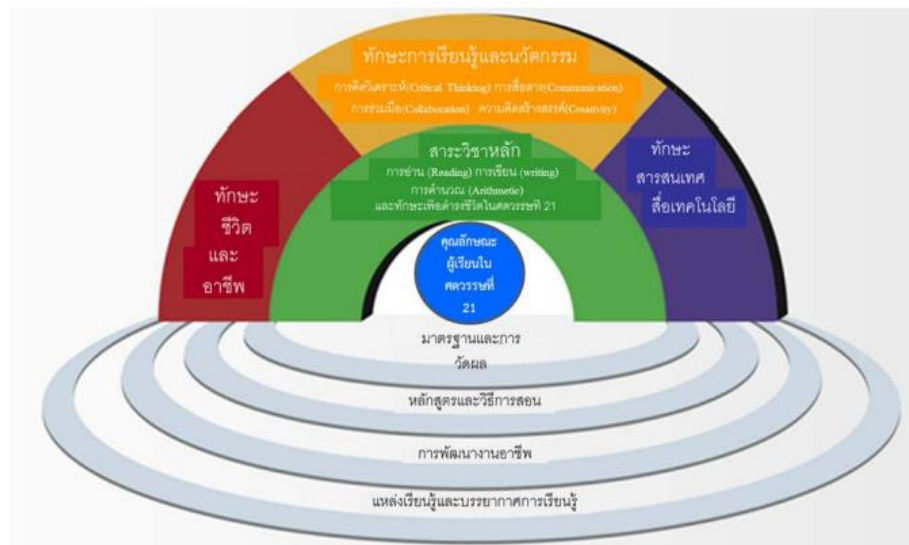 ทักษะการเรียนรู้และนวัตกรรม
การคิดวิเคราะห์(Critical Thinking) การสื่อสาร(Communication)
การร่วมมือ(Collaboration) ความคิดสร้างสรรค์(Creativity)
สาระวิชาหลัก
การอ่าน (Reading) การเขียน (writing)
การคำนวณ (Arithmetic)
และทักษะเพื่อดำรงชีวิตในศตวรรษที่ 21
ทักษะ
ชีวิต
และ
อาชีพ
ทักษะ
สารสนเทศ
สื่อเทคโนโลยี
คุณลักษณะ
ผู้เรียนใน
ศตวรรษที่
21
มาตรฐานและการ
วัดผล
หลักสูตรและวิธีการสอน
การพัฒนางานอาชีพ
แหล่งเรียนรู้และบรรยากาศการเรียนรู้